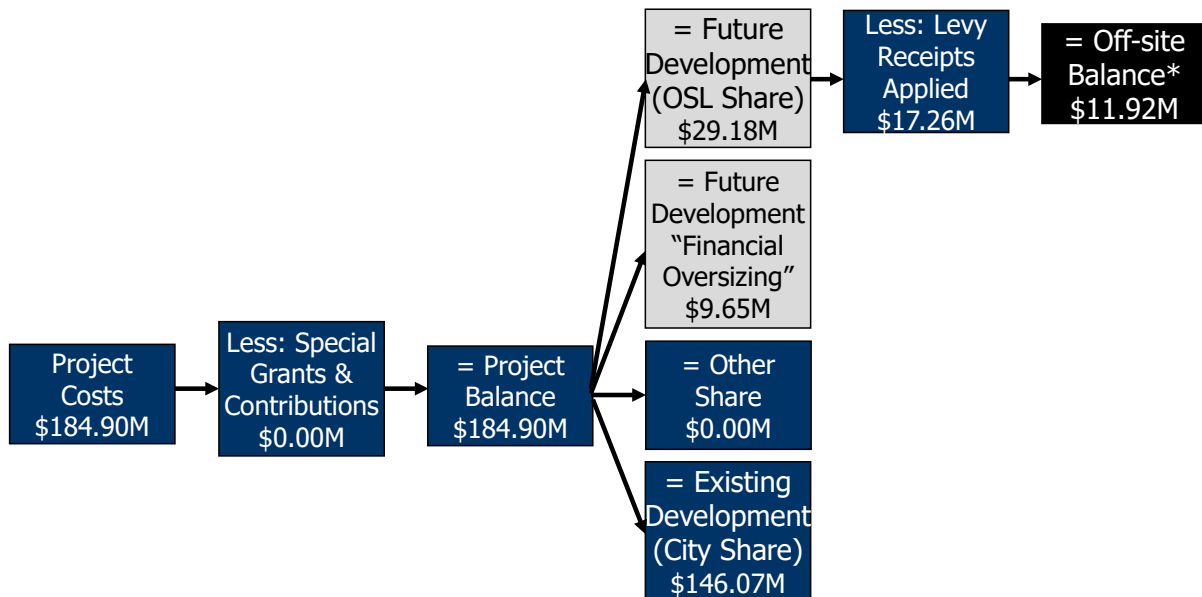 Project
Costs
$184.90M
Less: Special
Grants &
Contributions
$0.00M
= Project
Balance
$184.90M
= Future
Development
(OSL Share)
$29.18M
Less: Levy
Receipts
Applied
$17.26M
= Off-site
Balance*
$11.92M
= Future
Development
“Financial
Oversizing”
$9.65M
= Other
Share
$0.00M
= Existing
Development
(City Share)
$146.07M